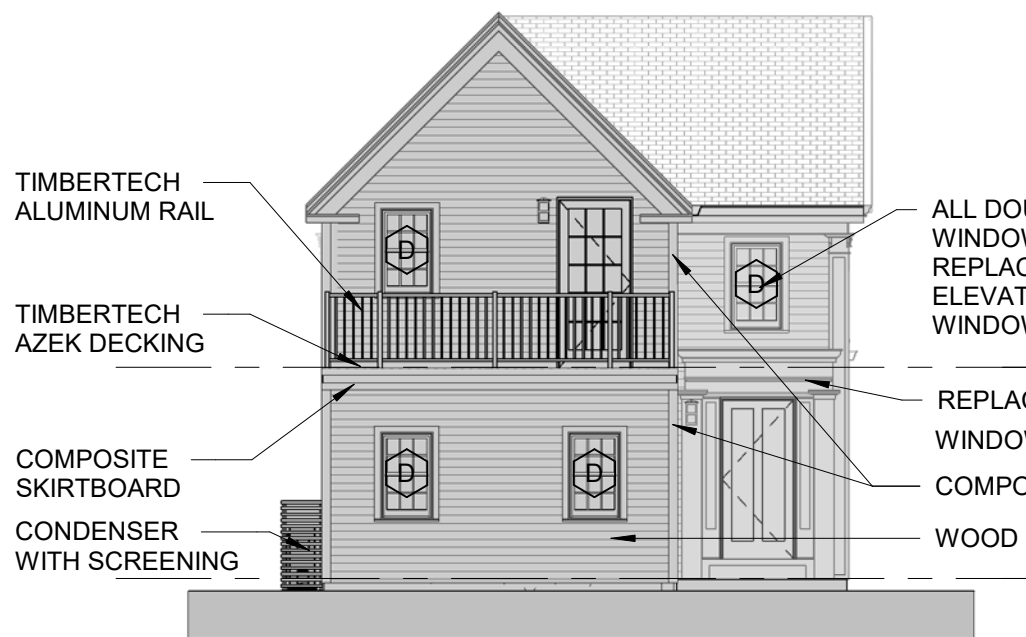 TIMBERTECH
ALUMINUM RAIL
TIMBERTECH
AZEK DECKING
COMPOSITE
SKIRTBOARD
CONDENSER
WITH SCREENING
D
D
D
D
ALL DOU
WINDOW
REPLAC
ELEVAT
WINDOW
REPLAC
WINDOW
COMPO
WOOD